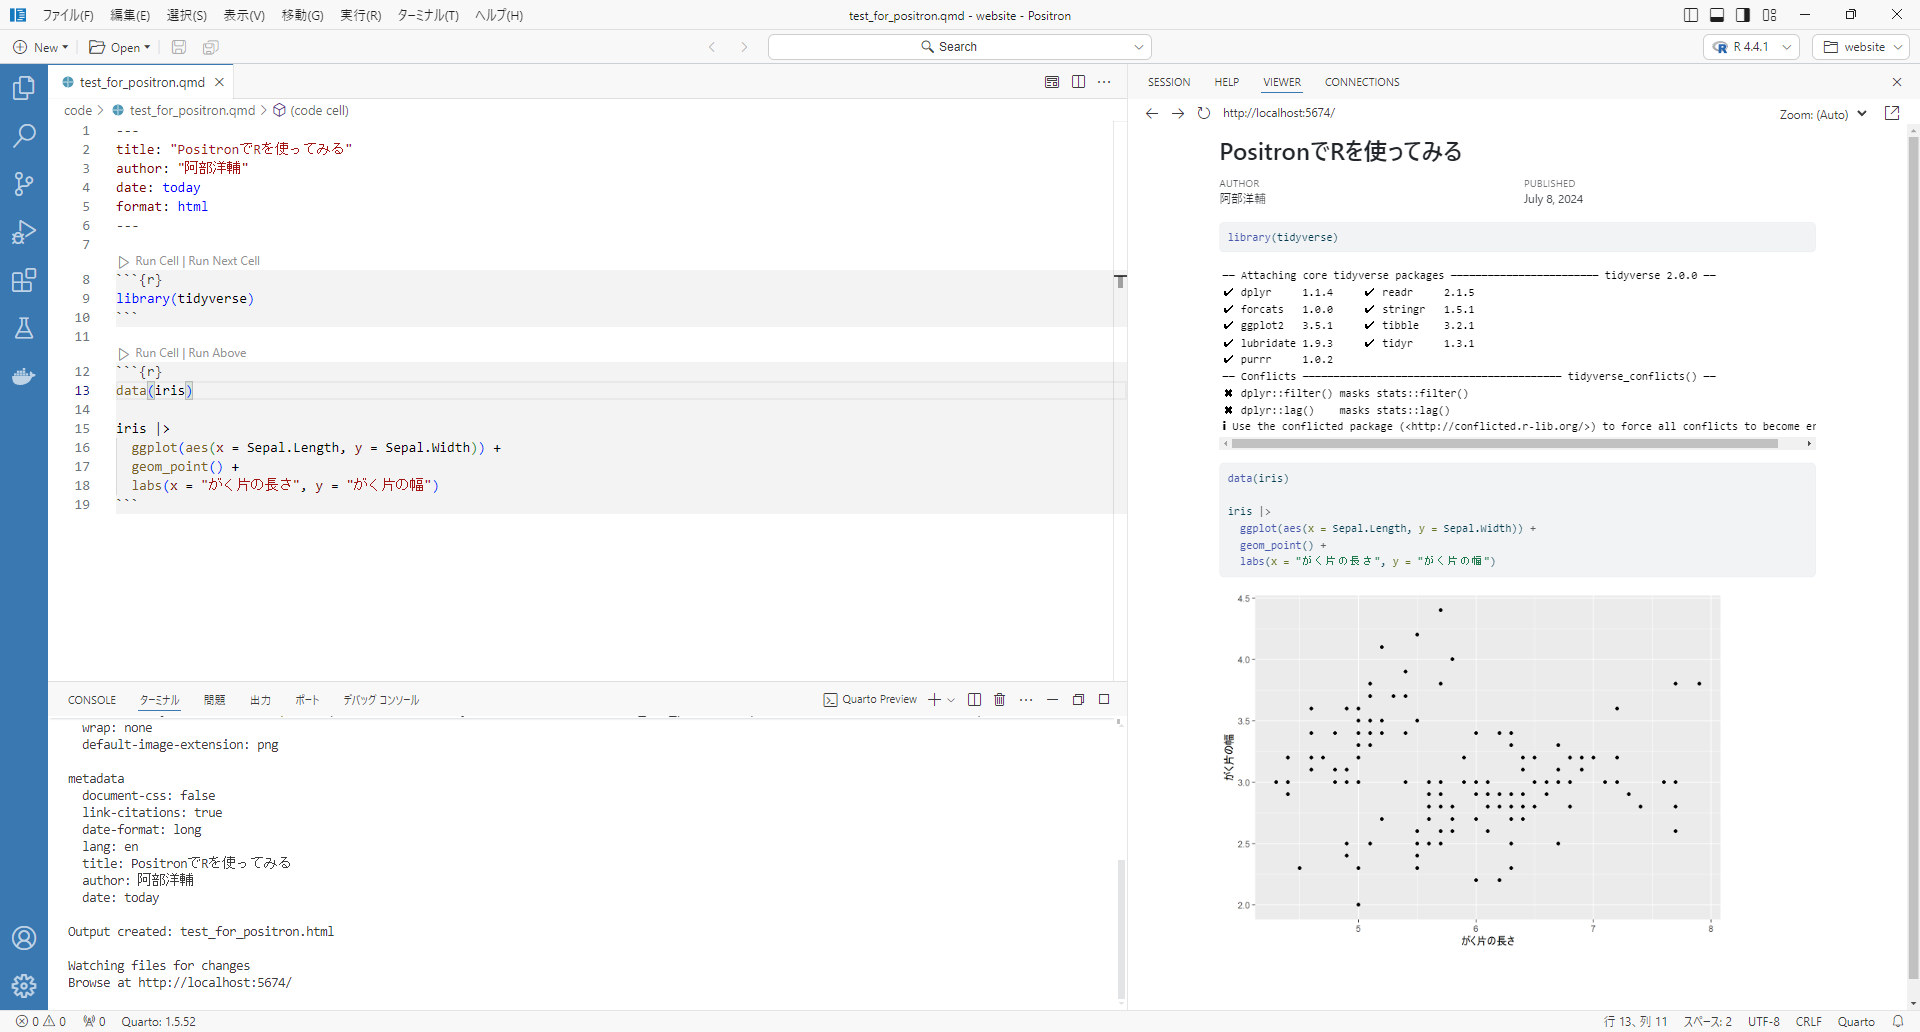 ファイル(F) 編集(E) 選択(S) 表示(V) 移動(G) 実行(R) ターミナル(T) ヘルプ(H)
test_for_positron.qmd - website - Positron
New Open
Search
R 4.4.1 website
test_for_positron.qmd
code > test_for_positron.qmd > (code cell)
1 ---
2 title: "PositronでRを使ってみる"
3 author: "阿部洋輔"
4 date: today
5 format: html
6 ---
7
Run Cell | Run Next Cell
8 ```{r}
9 library(tidyverse)
10 ```
11
Run Cell | Run Above
12 ```{r}
13 data(iris)
14
15 iris |>
16 ggplot(aes(x = Sepal.Length, y = Sepal.Width)) +
17 geom_point() +
18 labs(x = "がく片の長さ", y = "がく片の幅")
19 ```
CONSOLE ターミナル 問題 出力 ポート デバッグ コンソール
Quarto Preview
wrap: none
default-image-extension: png
metadata
document-css: false
link-citations: true
date-format: long
lang: en
title: PositronでRを使ってみる
author: 阿部洋輔
date: today
Output created: test_for_positron.html
Watching files for changes
Browse at http://localhost:5674/
SESSION HELP VIEWER CONNECTIONS
http://localhost:5674/
Zoom: (Auto)
PositronでRを使ってみる
AUTHOR PUBLISHED
阿部洋輔 July 8, 2024
library(tidyverse)
── Attaching core tidyverse packages ──────────────────────── tidyverse 2.0.0 ──
✔ dplyr 1.1.4 ✔ readr 2.1.5
✔ forcats 1.0.0 ✔ stringr 1.5.1
✔ ggplot2 3.5.1 ✔ tibble 3.2.1
✔ lubridate 1.9.3 ✔ tidyr 1.3.1
✔ purrr 1.0.2
── Conflicts ────────────────────────────────────────── tidyverse_conflicts() ──
✖ dplyr::filter() masks stats::filter()
✖ dplyr::lag() masks stats::lag()
ℹ Use the conflicted package (<http://conflicted.r-lib.org/>) to force all conflicts to become er
data(iris)
iris |>
ggplot(aes(x = Sepal.Length, y = Sepal.Width)) +
geom_point() +
labs(x = "がく片の長さ", y = "がく片の幅")
4.5
4.0
3.5
3.0
2.5
2.0
がく片の幅
5 6 7 8
がく片の長さ
0 0 0 Quarto: 1.5.52
行 13、列 11 スペース: 2 UTF-8 CRLF Quarto